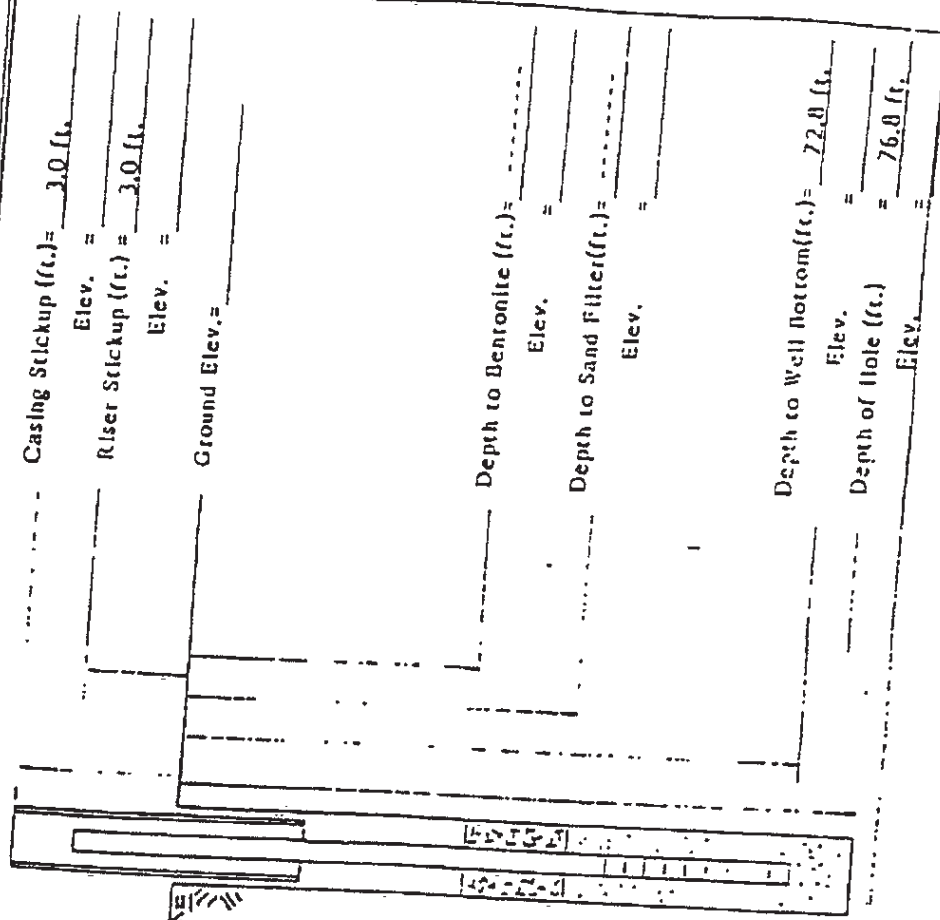 Casing Stickup (ft.)= 3.0 ft.
Elev. =
Riser Stickup (ft.) = 3.0 ft.
Elev. =
Ground Elev.=
Depth to Bentonite (ft.)= -------
Elev. =
Depth to Sand Filter(ft.)= ------
Elev. =
Depth to Well Bottom(ft.)= 72.8 ft.
Elev. =
Depth of Hole (ft.) = 76.8 ft.
Elev. =